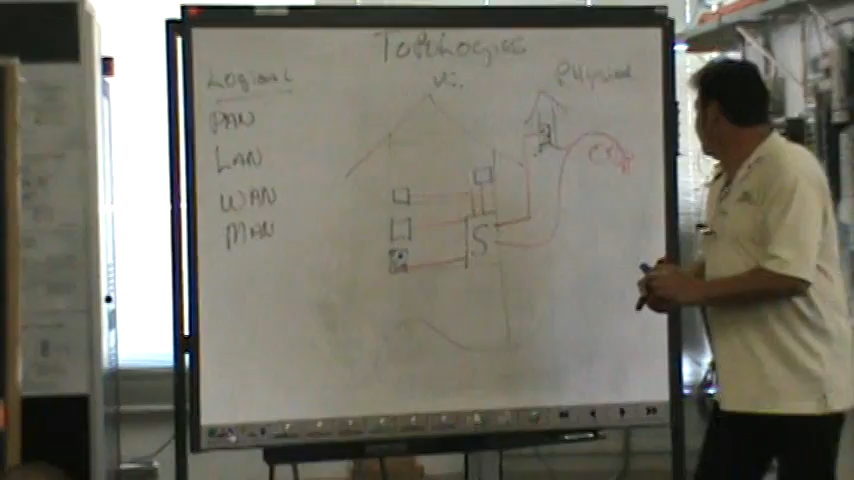 Topologies
Logical vs. Physical
PAN
LAN
WAN
MAN
S